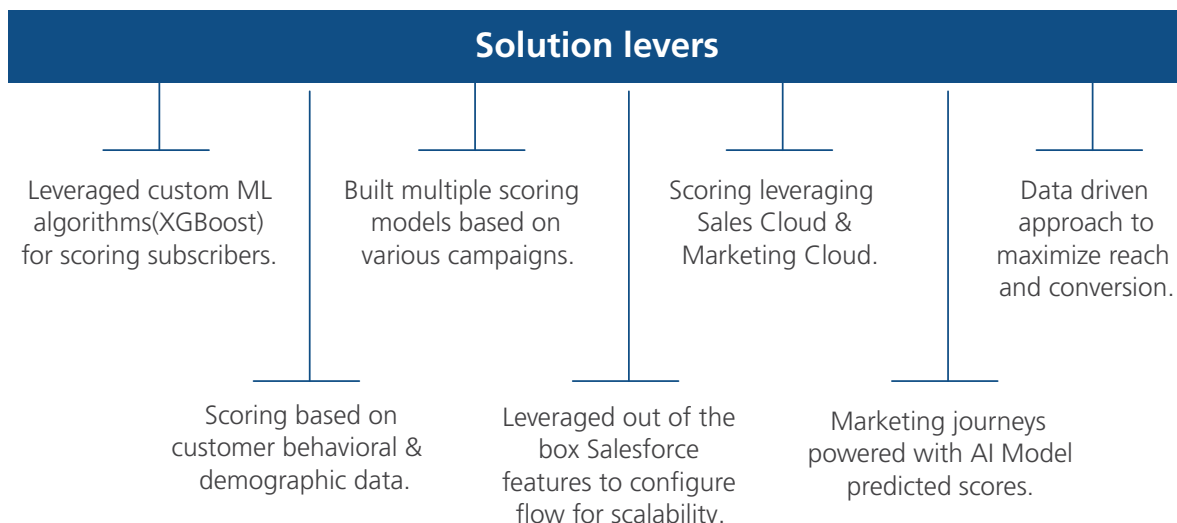 Solution levers
Leveraged custom ML
algorithms(XGBoost)
for scoring subscribers.
Scoring based on
customer behavioral &
demographic data.
Built multiple scoring
models based on
various campaigns.
Leveraged out of the
box Salesforce
features to configure
flow for scalability.
Scoring leveraging
Sales Cloud &
Marketing Cloud.
Marketing journeys
powered with AI Model
predicted scores.
Data driven
approach to
maximize reach
and conversion.